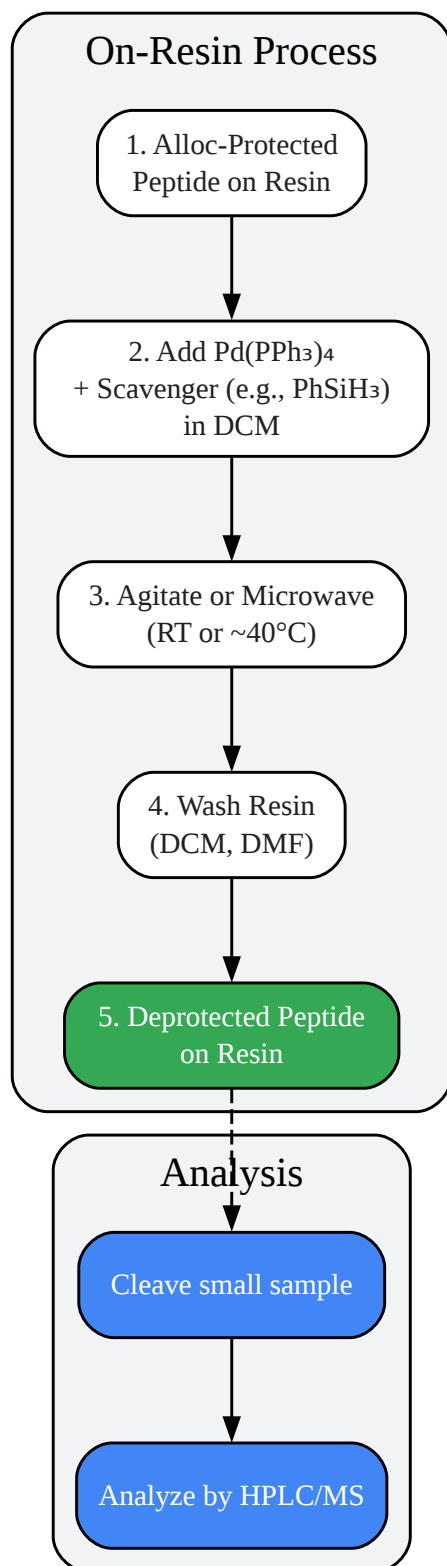 On-Resin Process
1. Alloc-Protected
Peptide on Resin
2. Add Pd(PPh₃)₄
+ Scavenger (e.g., PhSiH₃)
in DCM
3. Agitate or Microwave
(RT or ~40°C)
4. Wash Resin
(DCM, DMF)
5. Deprotected Peptide
on Resin
Analysis
Cleave small sample
Analyze by HPLC/MS